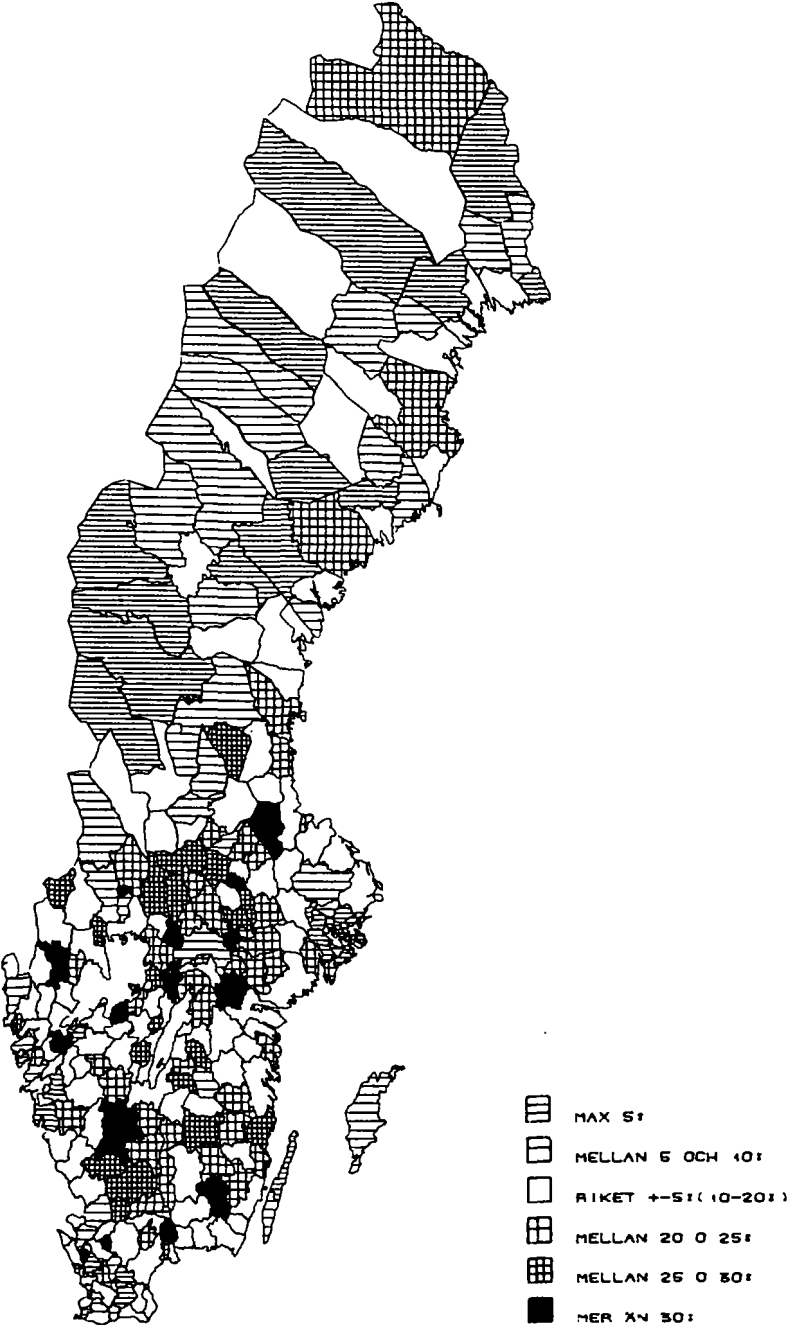 MAX 5%
MELLAN 5 OCH 10%
RIKET +-5%(10-20%)
MELLAN 20 O 25%
MELLAN 25 O 30%
MER ÄN 30%